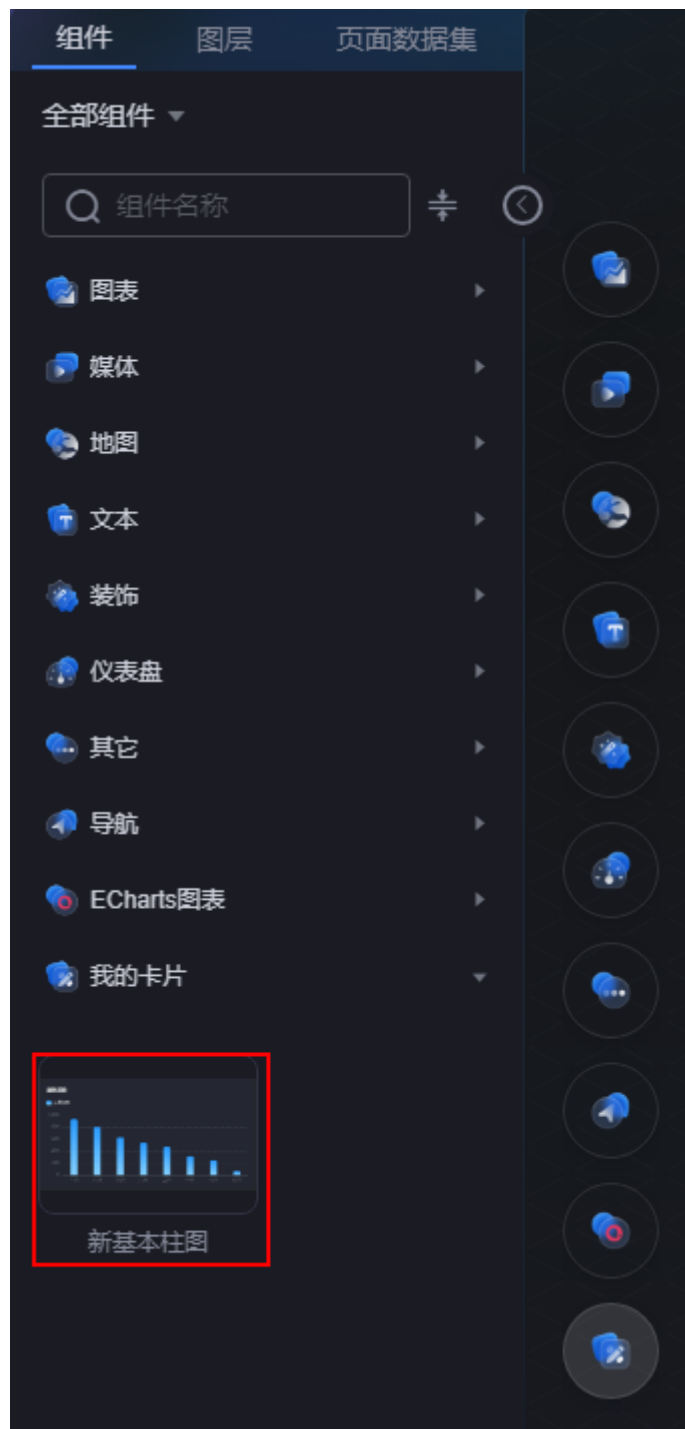 组件 图层 页面数据集
全部组件
组件名称
图表
媒体
地图
文本
装饰
仪表盘
其它
导航
ECharts图表
我的卡片
新基本柱图